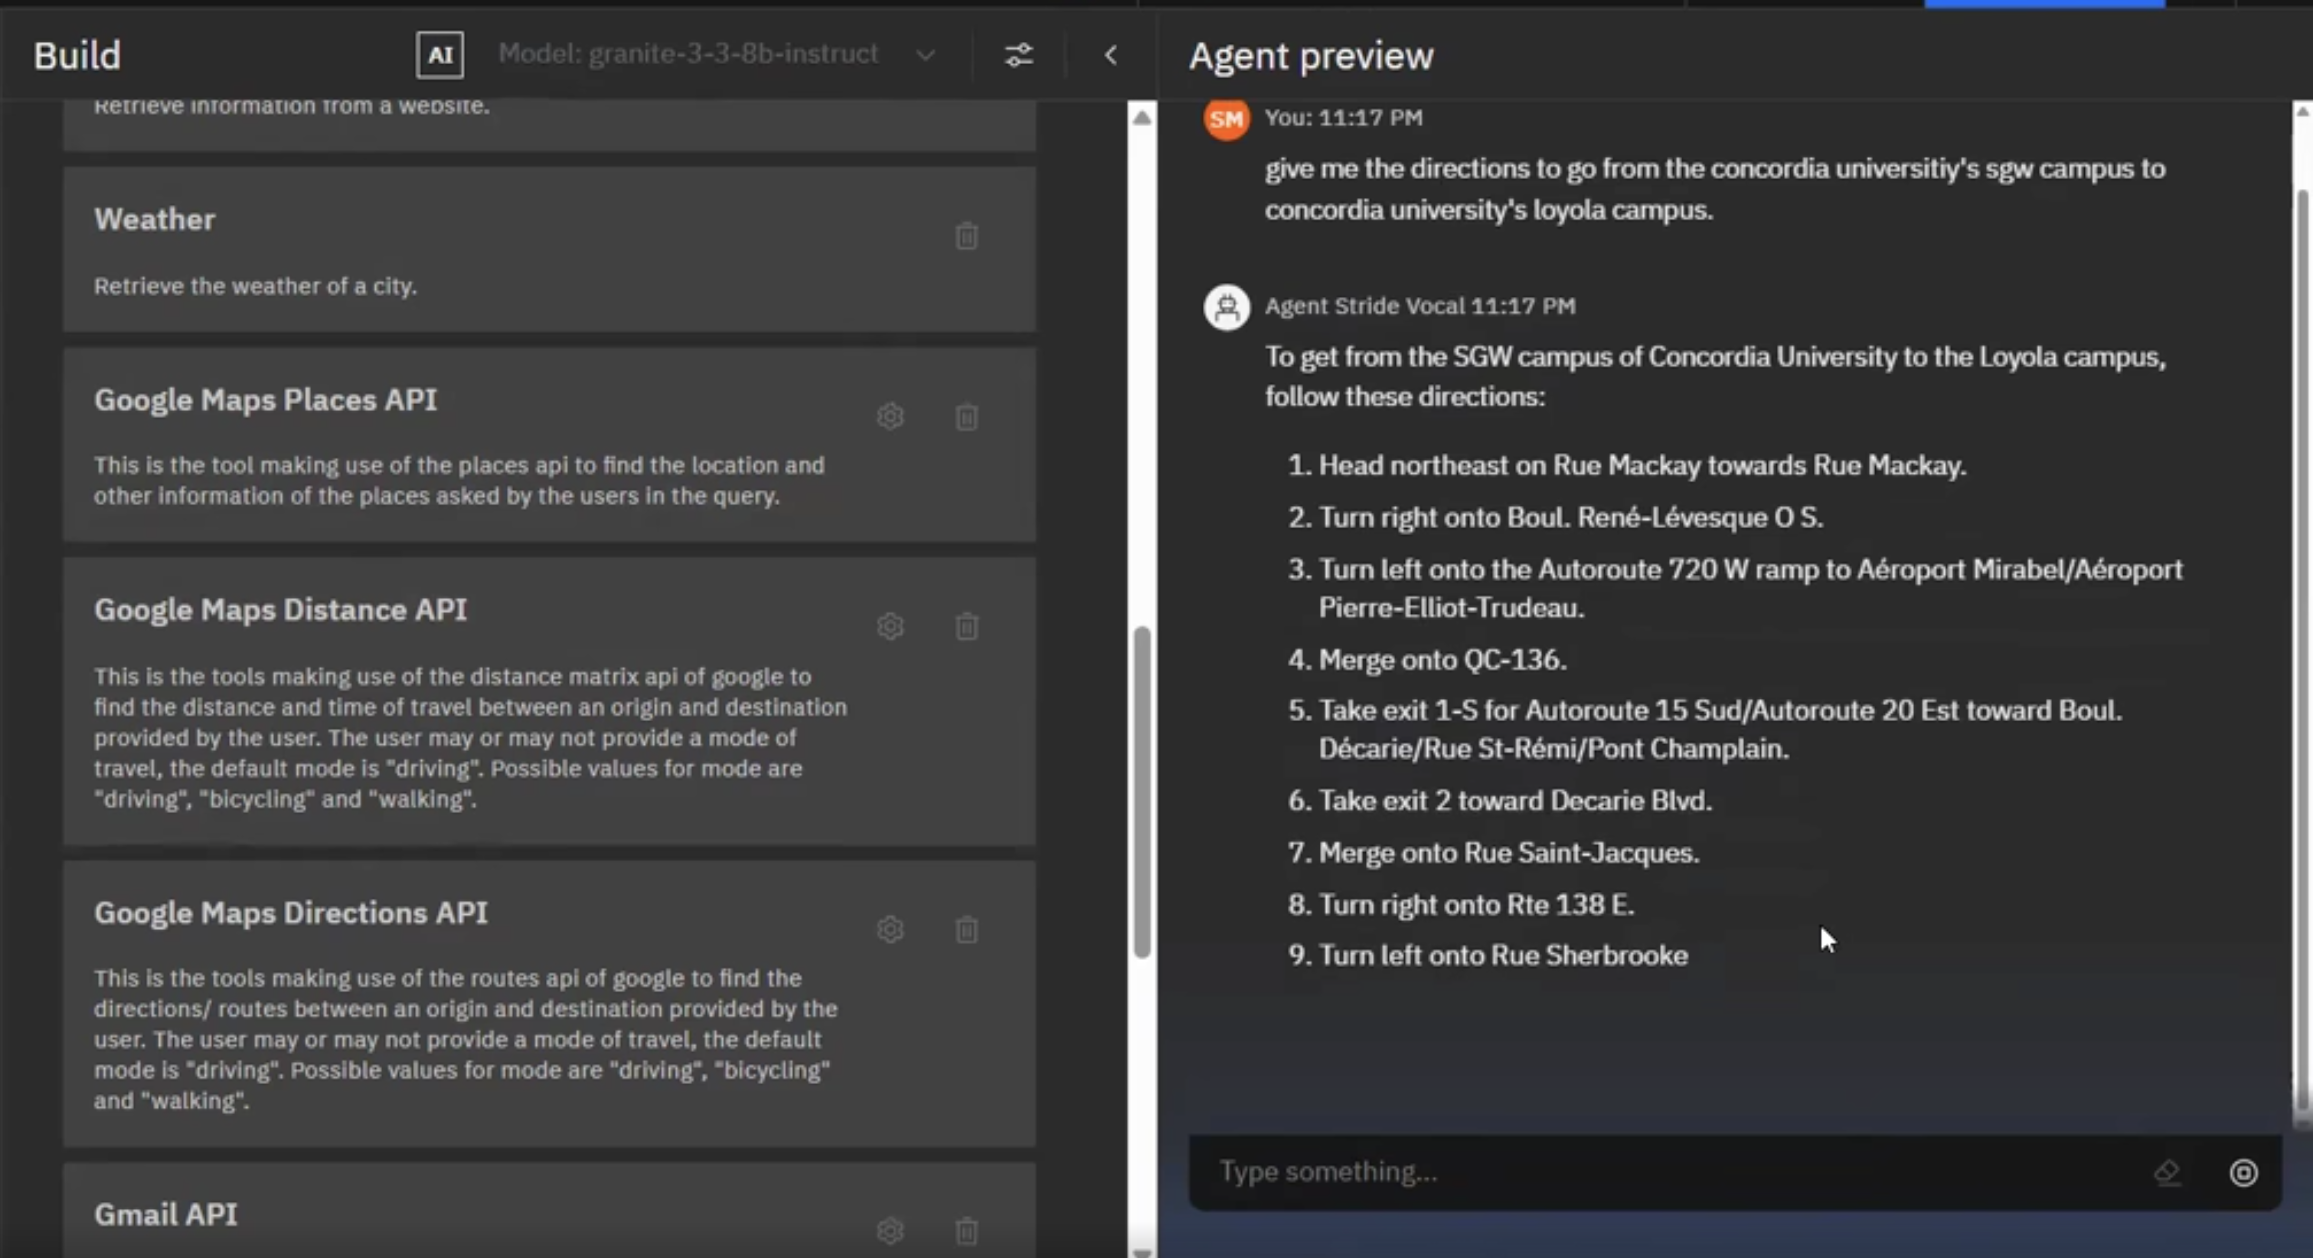 Build
AI
Model: granite-3-3-8b-instruct
Retrieve information from a website.
Weather
Retrieve the weather of a city.
Google Maps Places API
This is the tool making use of the places api to find the location and
other information of the places asked by the users in the query.
Google Maps Distance API
This is the tools making use of the distance matrix api of google to
find the distance and time of travel between an origin and destination
provided by the user. The user may or may not provide a mode of
travel, the default mode is "driving". Possible values for mode are
"driving", "bicycling" and "walking".
Google Maps Directions API
This is the tools making use of the routes api of google to find the
directions/ routes between an origin and destination provided by the
user. The user may or may not provide a mode of travel, the default
mode is "driving". Possible values for mode are "driving", "bicycling"
and "walking".
Gmail API
Agent preview
SM
You: 11:17 PM
give me the directions to go from the concordia universitiy's sgw campus to
concordia university's loyola campus.
Agent Stride Vocal 11:17 PM
To get from the SGW campus of Concordia University to the Loyola campus,
follow these directions:
1. Head northeast on Rue Mackay towards Rue Mackay.
2. Turn right onto Boul. René-Lévesque O S.
3. Turn left onto the Autoroute 720 W ramp to Aéroport Mirabel/Aéroport
Pierre-Elliot-Trudeau.
4. Merge onto QC-136.
5. Take exit 1-S for Autoroute 15 Sud/Autoroute 20 Est toward Boul.
Décarie/Rue St-Rémi/Pont Champlain.
6. Take exit 2 toward Decarie Blvd.
7. Merge onto Rue Saint-Jacques.
8. Turn right onto Rte 138 E.
9. Turn left onto Rue Sherbrooke
Type something...